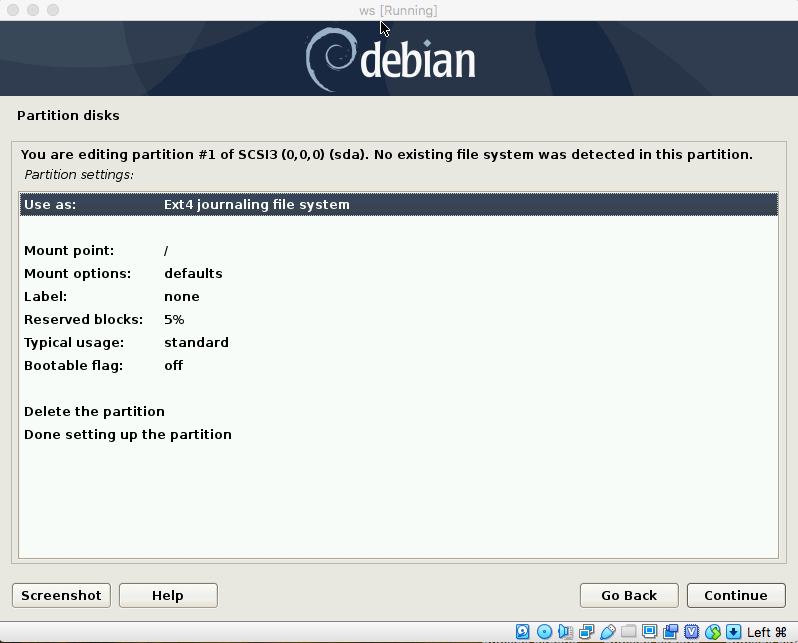 ws [Running]
debian
Partition disks
You are editing partition #1 of SCSI3 (0,0,0) (sda). No existing file system was detected in this partition.
Partition settings:
Use as: Ext4 journaling file system
Mount point: /
Mount options: defaults
Label: none
Reserved blocks: 5%
Typical usage: standard
Bootable flag: off
Delete the partition
Done setting up the partition
Screenshot Help Go Back Continue
Left ⌘